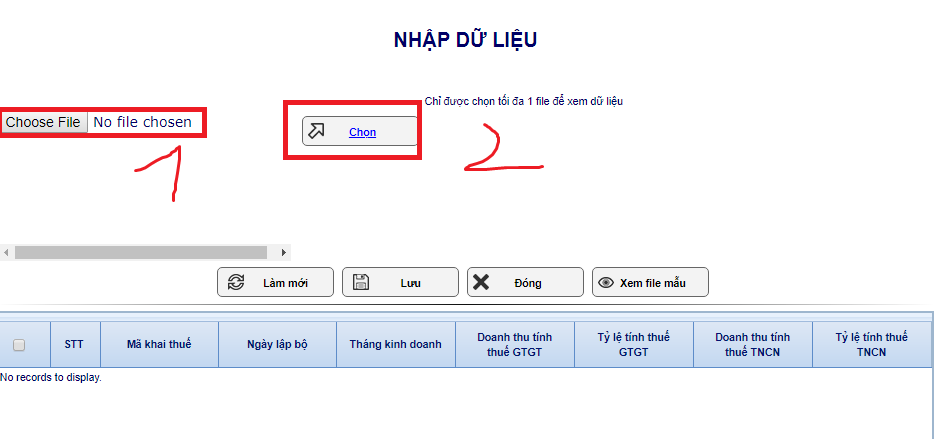 NHẬP DỮ LIỆU
Chỉ được chọn tối đa 1 file để xem dữ liệu
Choose File No file chosen
Chọn
1
2
Làm mới
Lưu
Đóng
Xem file mẫu
STT
Mã khai thuế
Ngày lập bộ
Tháng kinh doanh
Doanh thu tính
thuế GTGT
Tỷ lệ tính thuế
GTGT
Doanh thu tính
thuế TNCN
Tỷ lệ tính thuế
TNCN
No records to display.